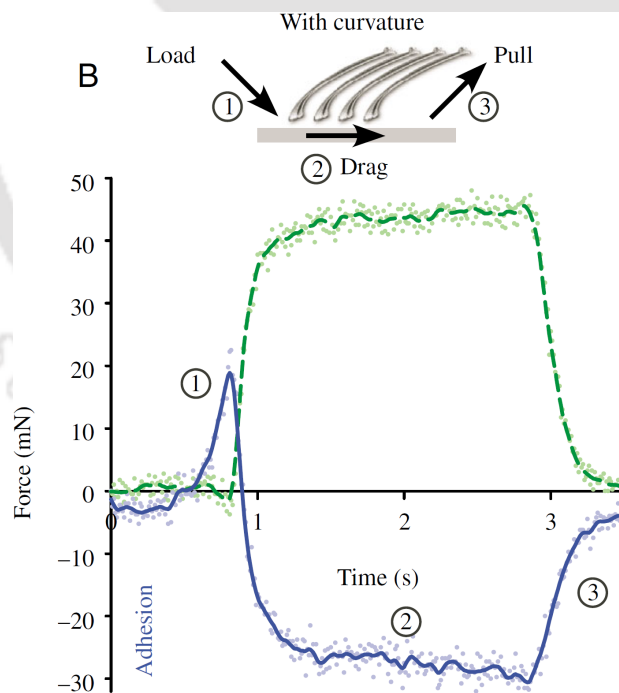 With curvature
B
Load
Pull
1
3
2 Drag
50
40
30
20
1
10
Force (mN)
0
0
1
2
3
–10
Time (s)
3
–20
2
Adhesion
–30